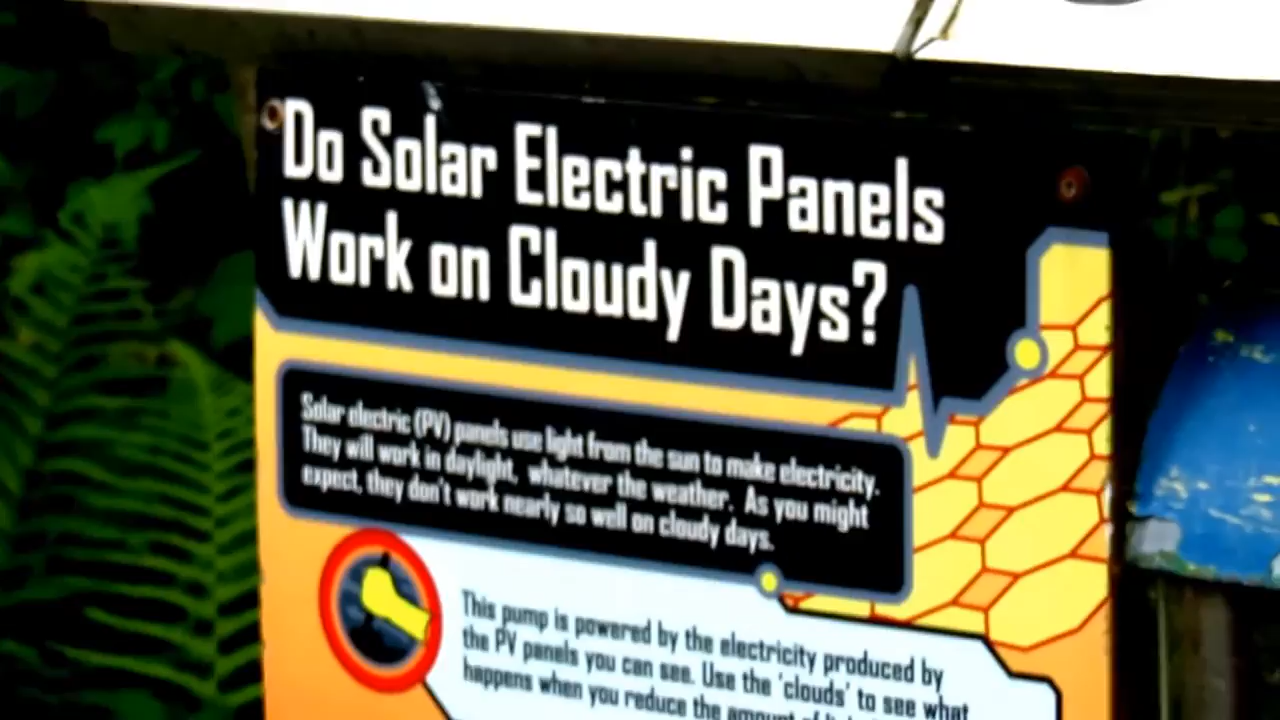 Do Solar Electric Panels
Work on Cloudy Days?
Solar electric (PV) panels use light from the sun to make electricity.
They will work in daylight, whatever the weather. As you might
expect, they don't work nearly so well on cloudy days.
This pump is powered by the electricity produced by
the PV panels you can see. Use the 'clouds' to see what
happens when you reduce the amount of